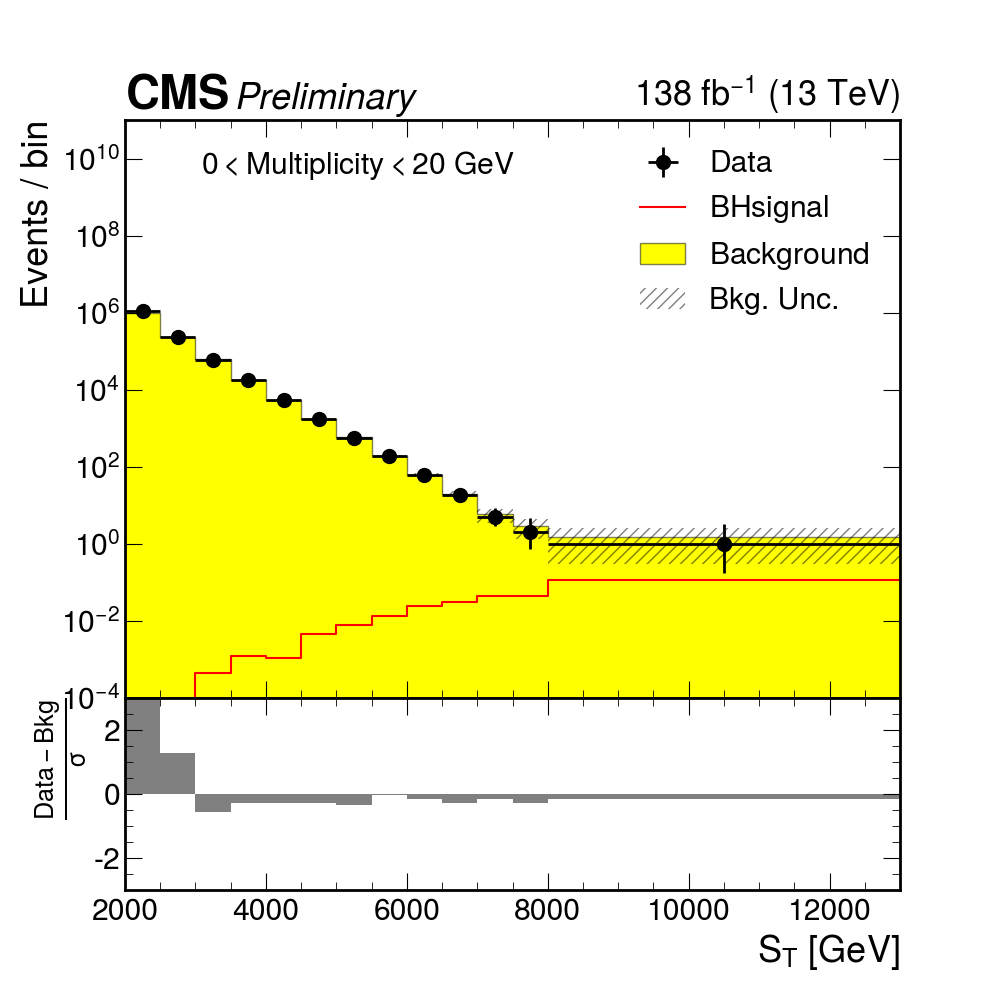 CMS Preliminary 138 fb⁻¹ (13 TeV)
Events / bin
0 < Multiplicity < 20 GeV
Data
BHsignal
Background
Bkg. Unc.
10¹⁰
10⁸
10⁶
10⁴
10²
10⁰
10⁻²
10⁻⁴
Data – Bkg
σ
2
0
-2
2000 4000 6000 8000 10000 12000
S_T [GeV]